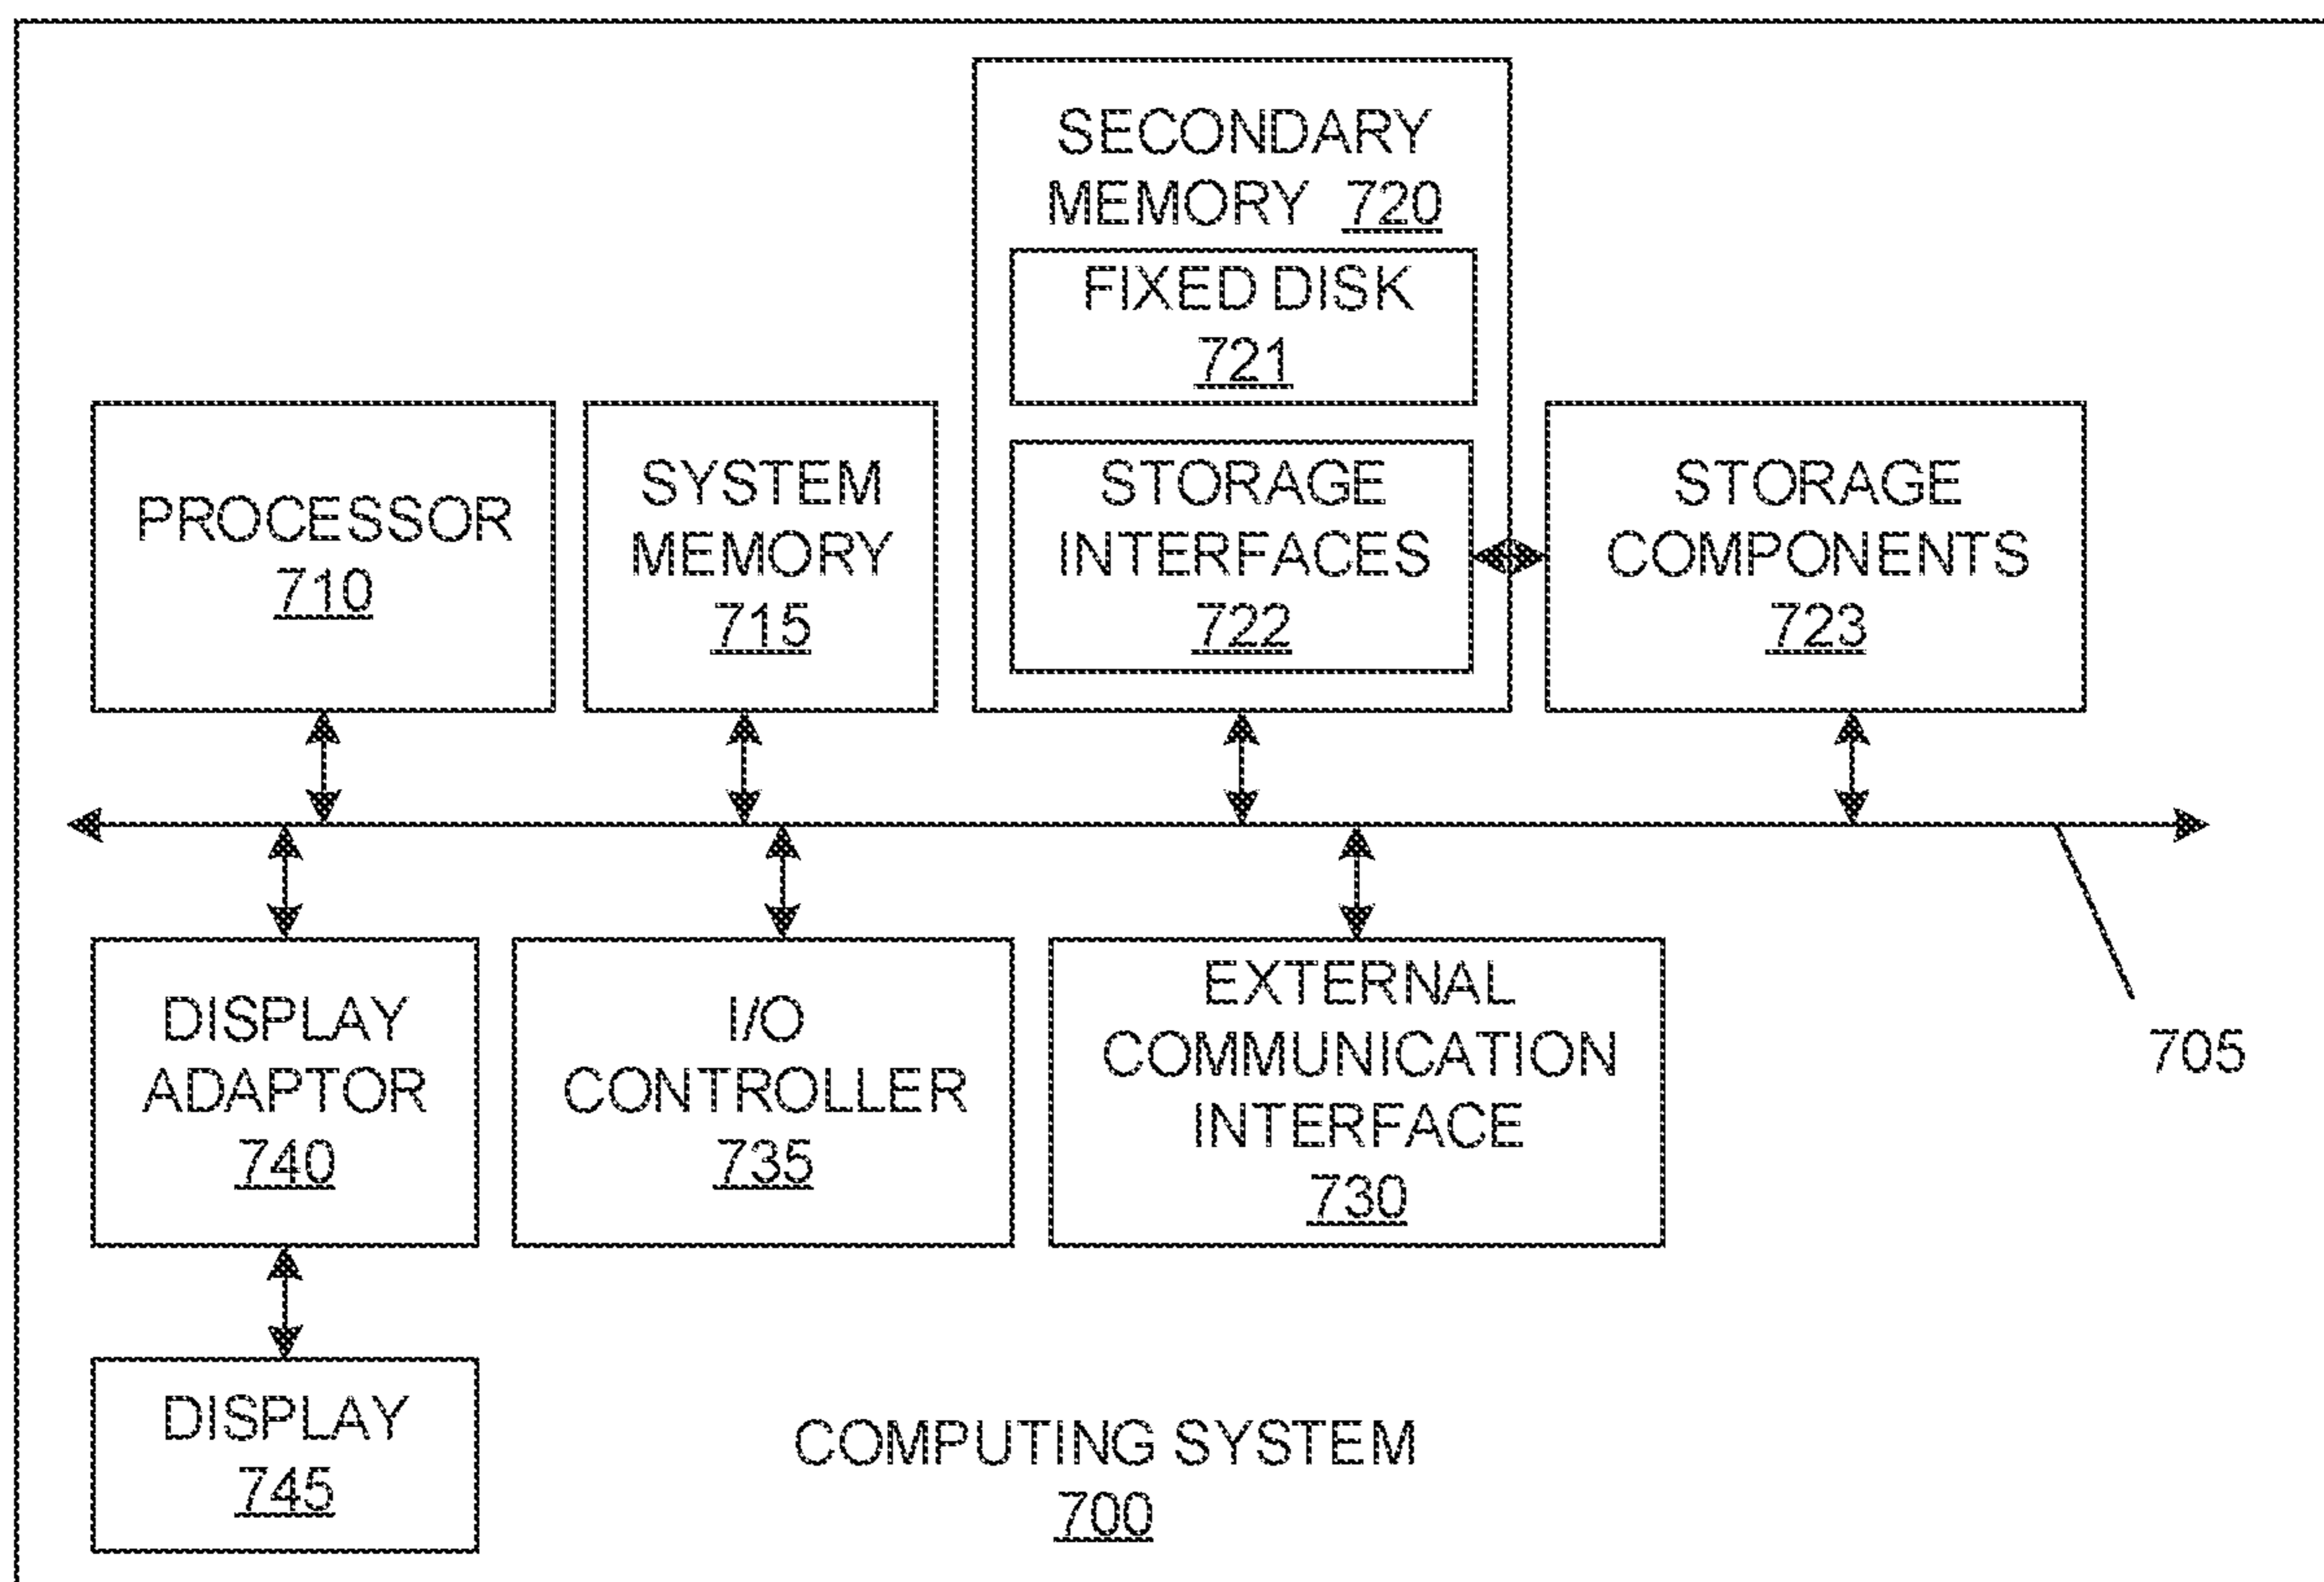 SECONDARY
MEMORY 720
FIXED DISK
721
PROCESSOR
710
SYSTEM
MEMORY
715
STORAGE
INTERFACES
722
STORAGE
COMPONENTS
723
DISPLAY
ADAPTOR
740
I/O
CONTROLLER
735
EXTERNAL
COMMUNICATION
INTERFACE
730
705
DISPLAY
745
COMPUTING SYSTEM
700